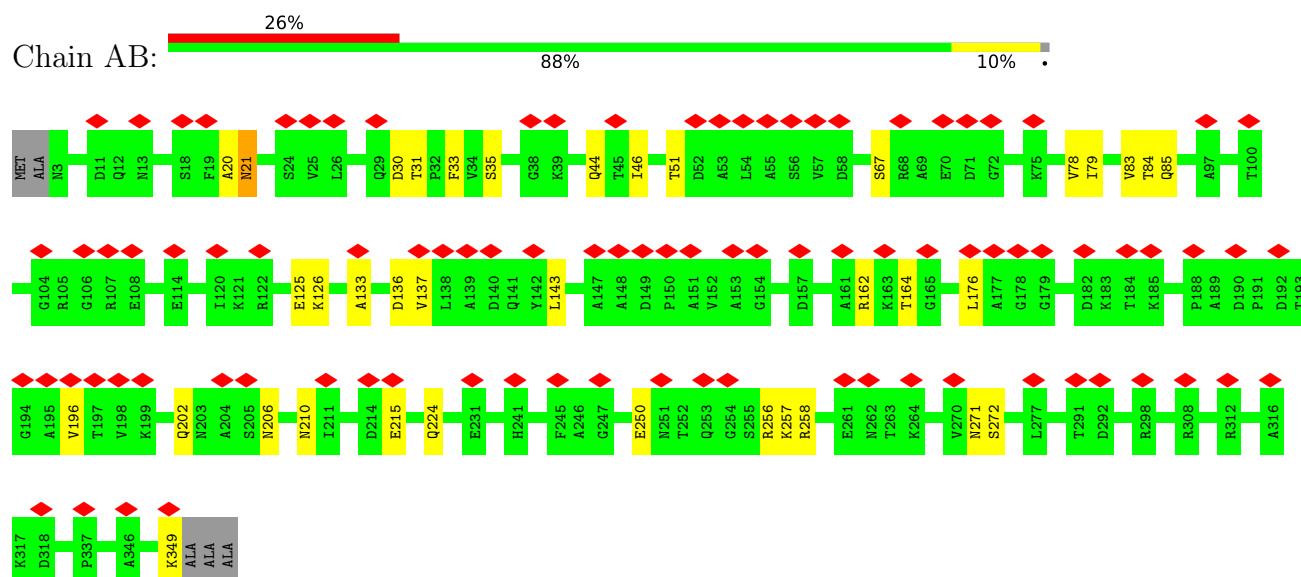 26%
Chain AB:
88% 10% •
MET ALA N3 D11 Q12 N13 S18 F19 A20 N21 S24 V25 L26 Q29 D30 T31 P32 F33 V34 S35 G38 K39 Q44 T45 I46 T51 D52 A53 L54 A55 S56 V57 D58 S67 R68 A69 E70 D71 G72 K75 V78 I79 V83 T84 Q85 A97 T100
G104 R105 G106 R107 E108 E114 I120 K121 R122 E125 K126 A133 D136 V137 L138 A139 D140 Q141 Y142 L143 A147 A148 D149 P150 A151 V152 A153 G154 D157 A161 R162 K163 T164 G165 L176 A177 G178 G179 D182 K183 T184 K185 P188 A189 D190 P191 D192 T193
G194 A195 V196 T197 V198 K199 Q202 N203 A204 S205 N206 N210 I211 D214 E215 Q224 E231 H241 F245 A246 G247 E250 N251 T252 Q253 G254 S255 R256 K257 R258 E261 N262 T263 K264 V270 N271 S272 L277 T291 D292 R298 R308 R312 A316
K317 D318 P337 A346 K349 ALA ALA ALA